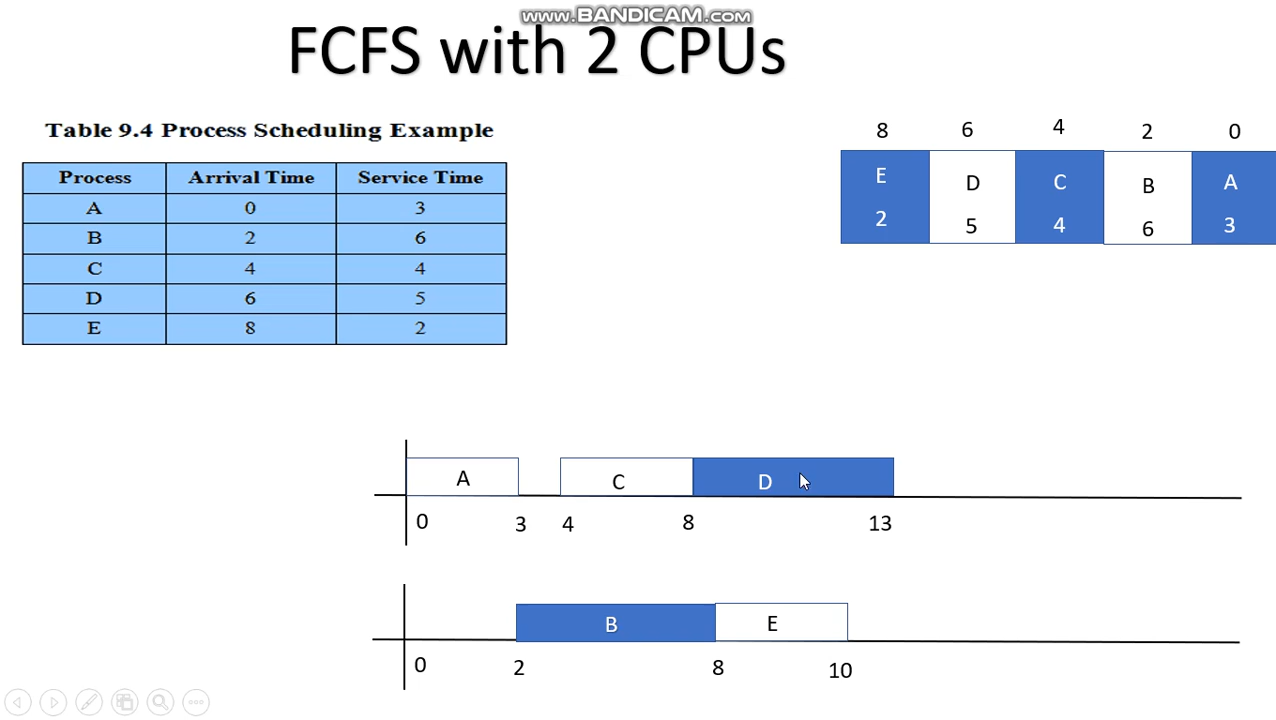 www.BANDICAM.com
FCFS with 2 CPUs
Table 9.4 Process Scheduling Example
Process Arrival Time Service Time
A 0 3
B 2 6
C 4 4
D 6 5
E 8 2
8 6 4 2 0
E D C B A
2 5 4 6 3
A C D
0 3 4 8 13
B E
0 2 8 10